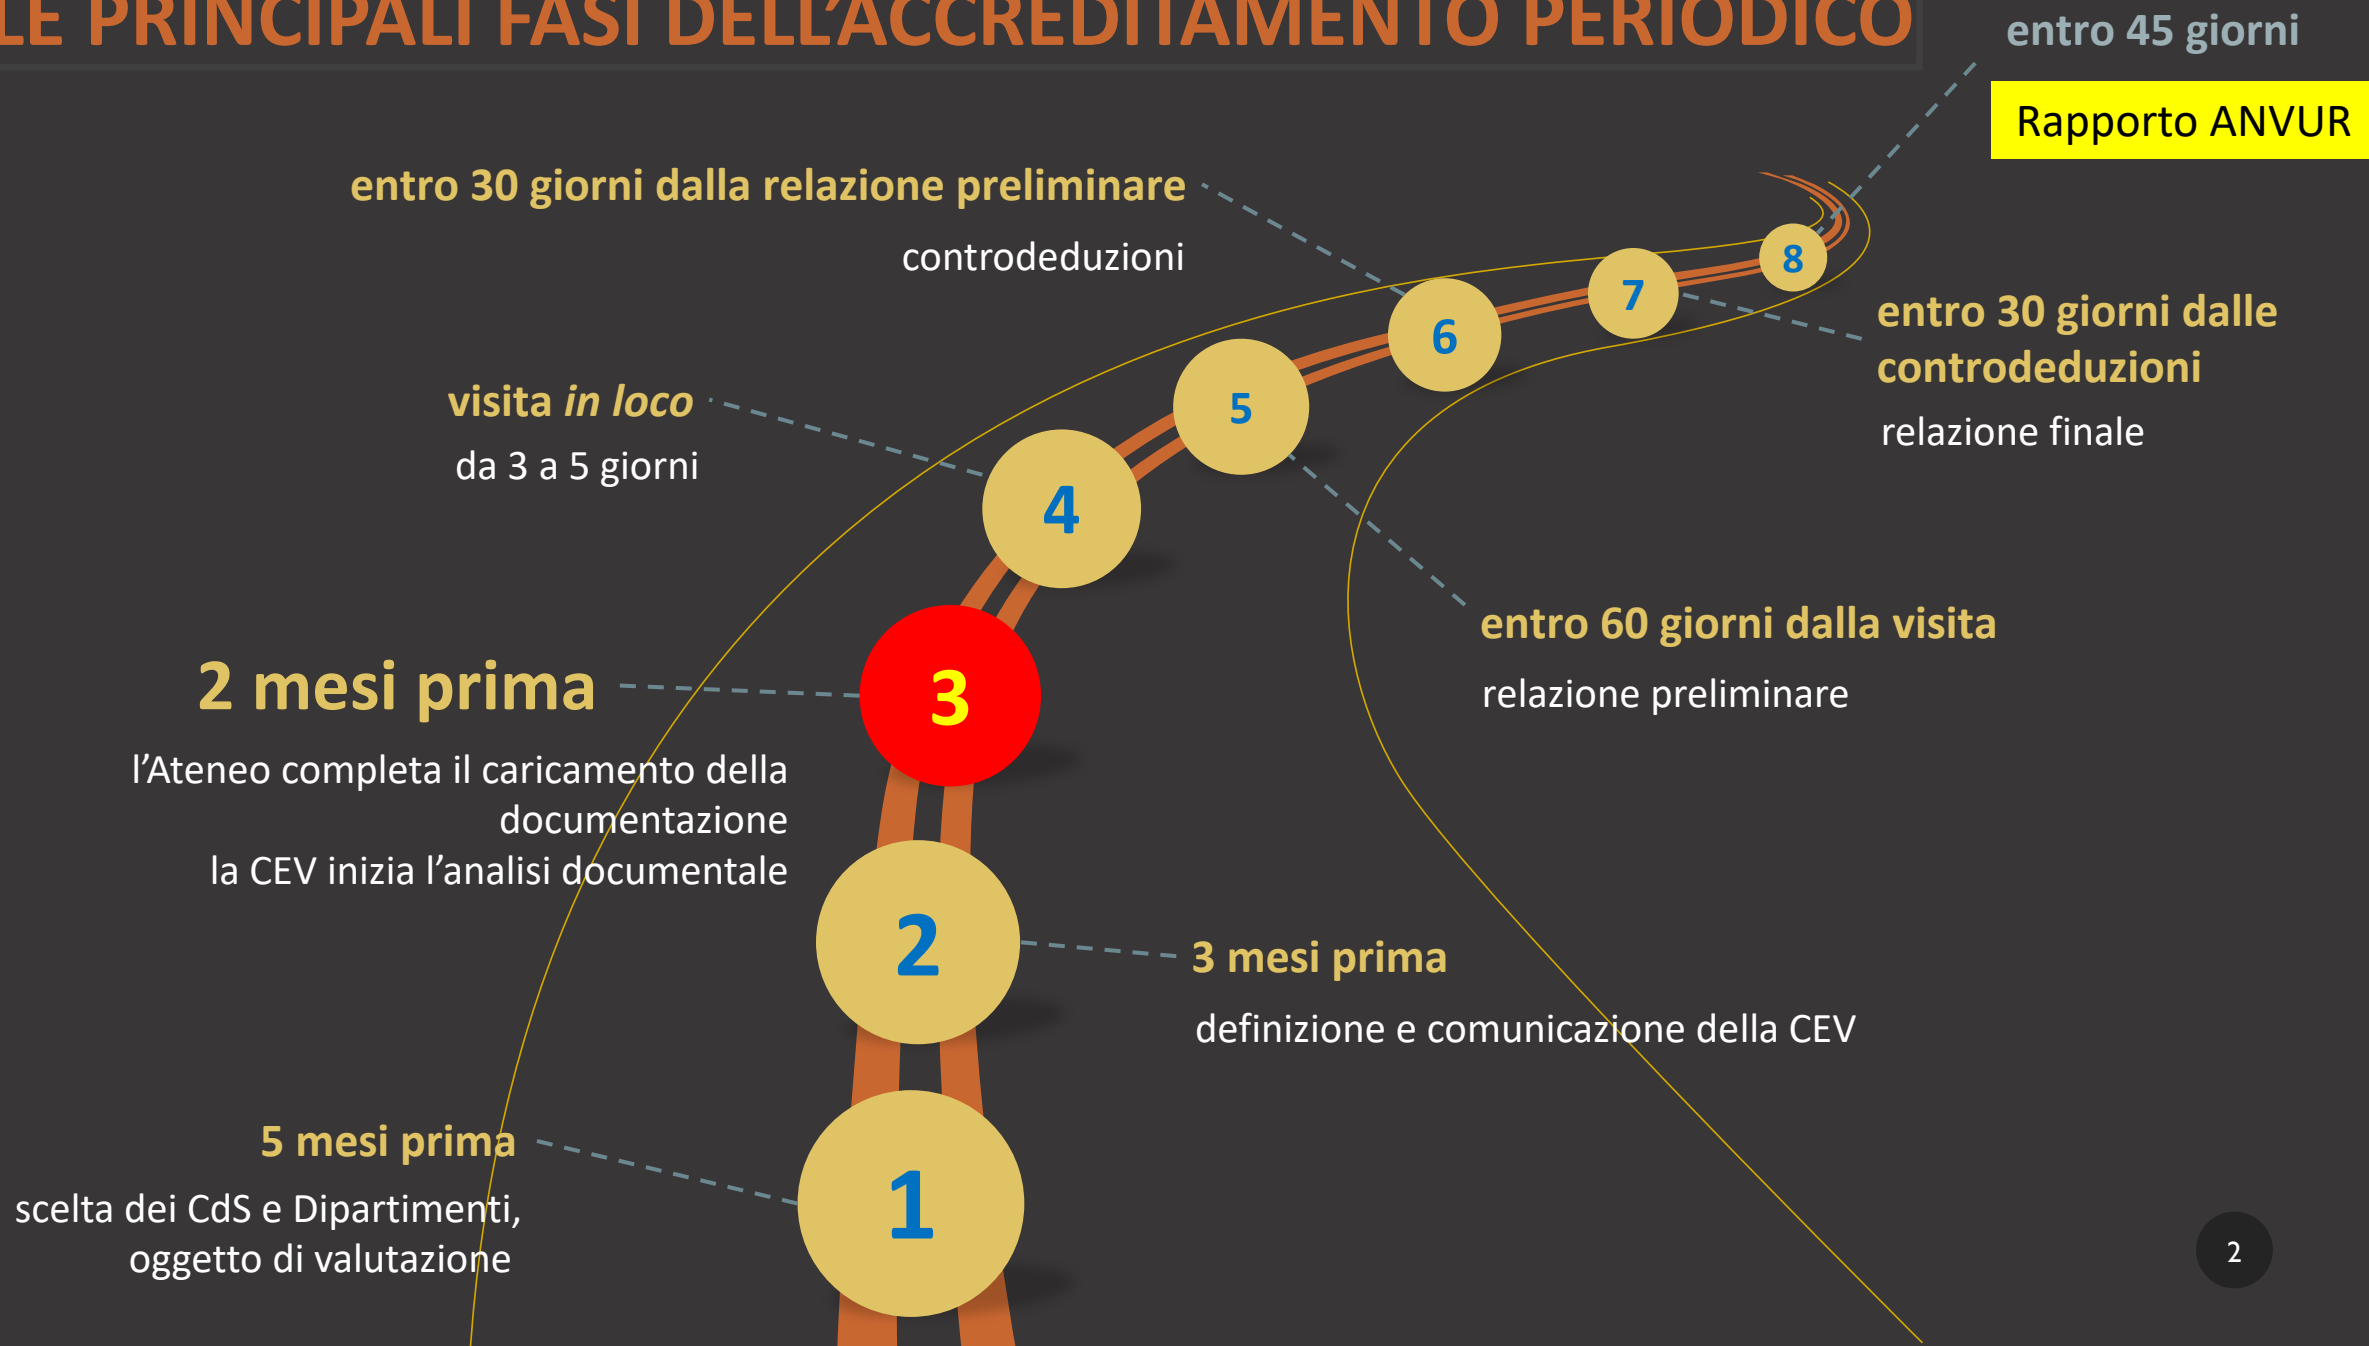 LE PRINCIPALI FASI DELL’ACCREDITAMENTO PERIODICO
entro 45 giorni
Rapporto ANVUR
entro 30 giorni dalla relazione preliminare
controdeduzioni
8
7
entro 30 giorni dalle
controdeduzioni
relazione finale
6
5
visita in loco
da 3 a 5 giorni
4
entro 60 giorni dalla visita
relazione preliminare
2 mesi prima
3
l’Ateneo completa il caricamento della
documentazione
la CEV inizia l’analisi documentale
2
3 mesi prima
definizione e comunicazione della CEV
5 mesi prima
scelta dei CdS e Dipartimenti,
oggetto di valutazione
1
2